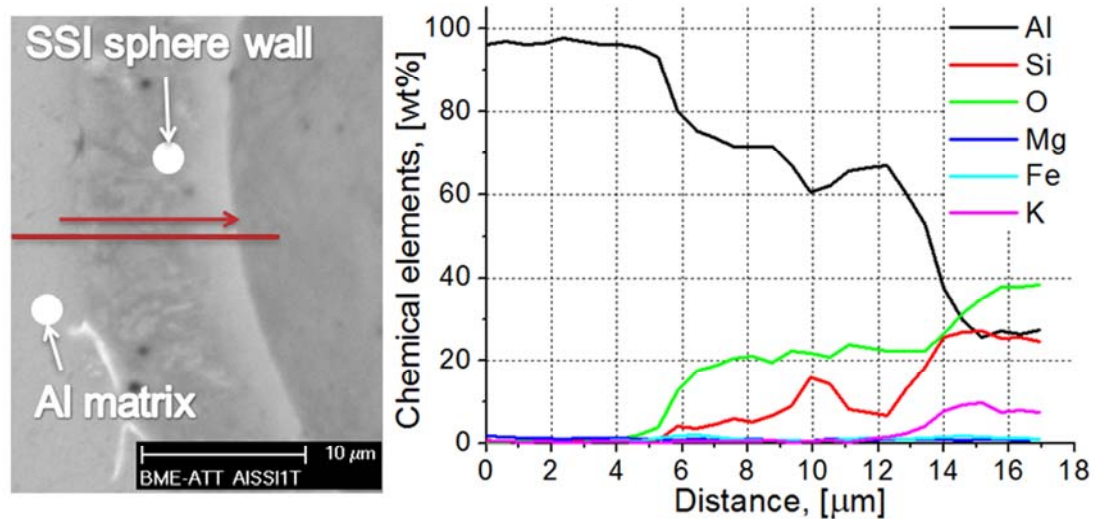 SSI sphere wall
Al matrix
10 μm
BME-ATT AlSSI1T
Chemical elements, [wt%]
100
80
60
40
20
0
0 2 4 6 8 10 12 14 16 18
Distance, [μm]
Al
Si
O
Mg
Fe
K